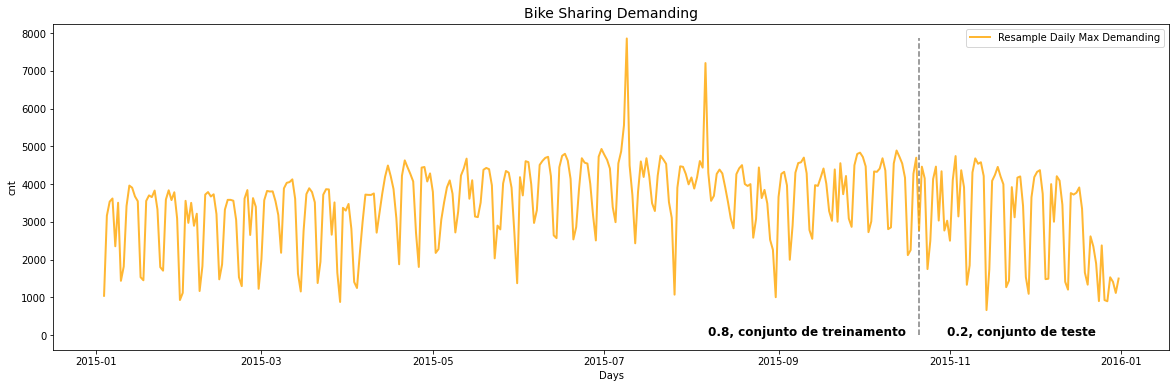 Bike Sharing Demanding
Resample Daily Max Demanding
8000
7000
6000
5000
4000
3000
2000
1000
0
cnt
0.8, conjunto de treinamento
0.2, conjunto de teste
2015-01
2015-03
2015-05
2015-07
2015-09
2015-11
2016-01
Days